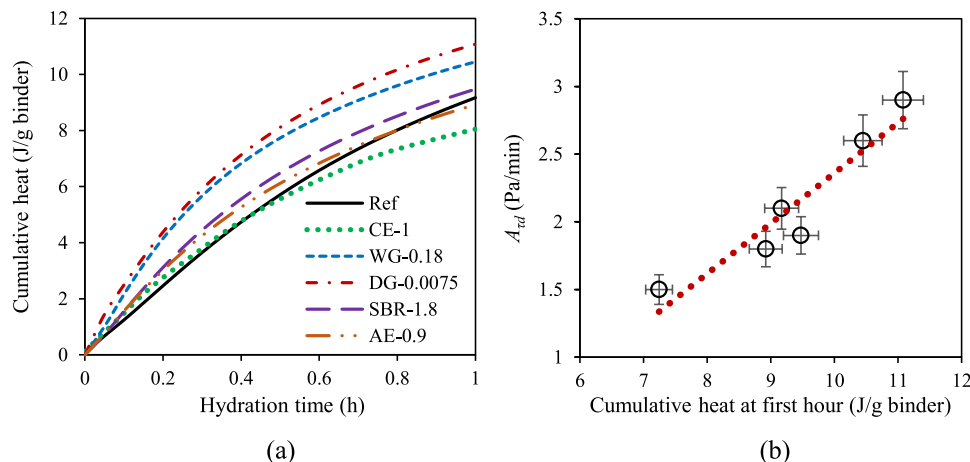 Cumulative heat (J/g binder)
12
10
8
6
4
2
0
0
0.2
0.4
0.6
0.8
1
Hydration time (h)
Ref
CE-1
WG-0.18
DG-0.0075
SBR-1.8
AE-0.9
(a)
Aτd (Pa/min)
3.5
3
2.5
2
1.5
1
6
7
8
9
10
11
12
Cumulative heat at first hour (J/g binder)
(b)